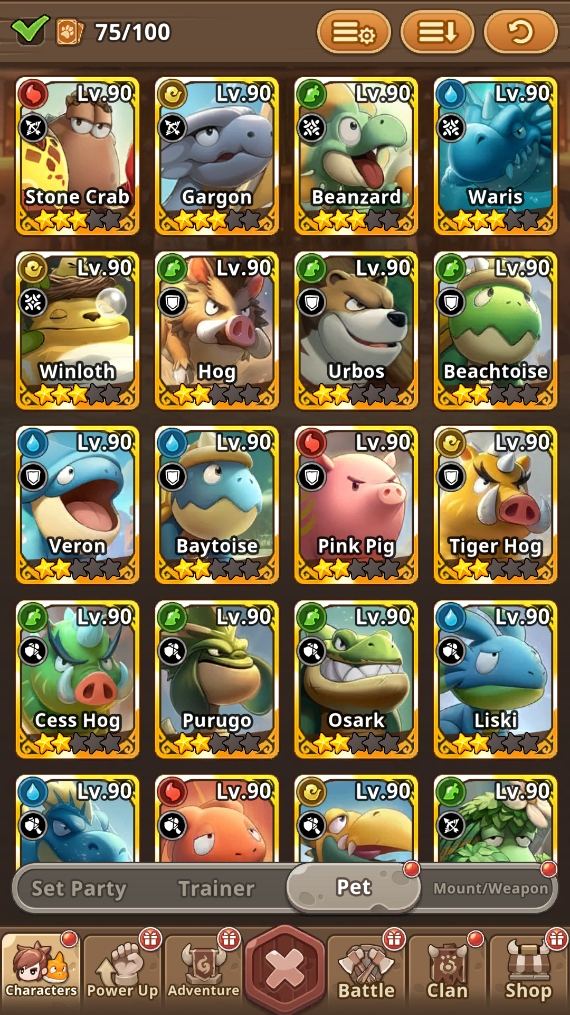 75/100
Lv.90 Lv.90 Lv.90 Lv.90
Stone Crab Gargon Beanzard Waris
Lv.90 Lv.90 Lv.90 Lv.90
Winloth Hog Urbos Beachtoise
Lv.90 Lv.90 Lv.90 Lv.90
Veron Baytoise Pink Pig Tiger Hog
Lv.90 Lv.90 Lv.90 Lv.90
Cess Hog Purugo Osark Liski
Lv.90 Lv.90 Lv.90 Lv.90
Set Party Trainer Pet Mount/Weapon
Characters Power Up Adventure Battle Clan Shop